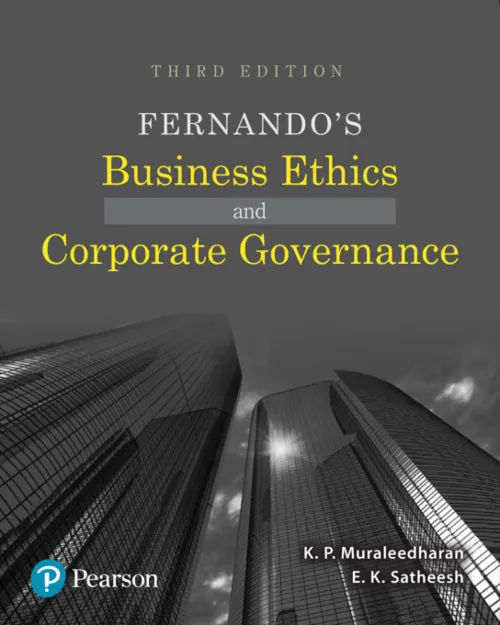 THIRD EDITION
FERNANDO'S
Business Ethics
and
Corporate Governance
K. P. Muraleedharan
E. K. Satheesh
P Pearson